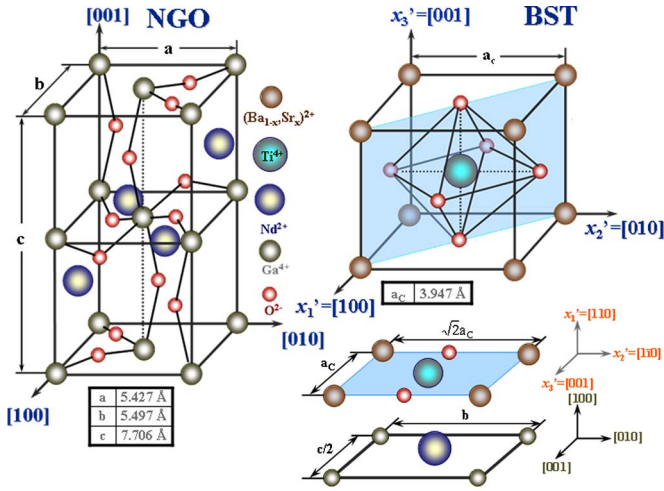 NGO
[001]
a
b
c
[010]
[100]
a 5.427 Å
b 5.497 Å
c 7.706 Å
(Ba1-x,Srx)2+
Ti4+
Nd2+
Ga4+
O2-
BST
x3'=[001]
ac
x2'=[010]
x1'=[100]
aC 3.947 Å
√2aC
aC
x1'=[110]
x2'=[1ī0]
x3'=[001]
b
c/2
[100]
[010]
[001]